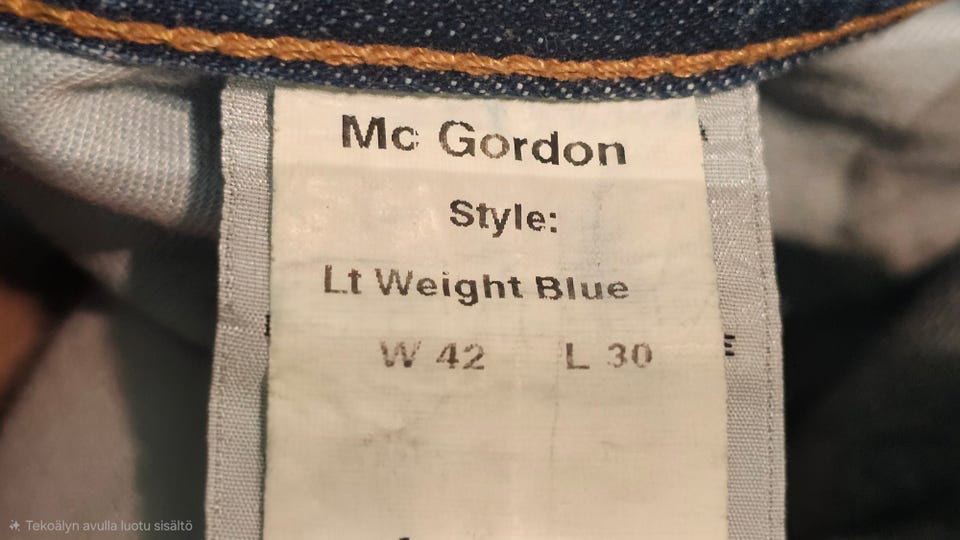 Mc Gordon
Style:
Lt Weight Blue
W 42 L 30
Tekoälyn avulla luotu sisältö